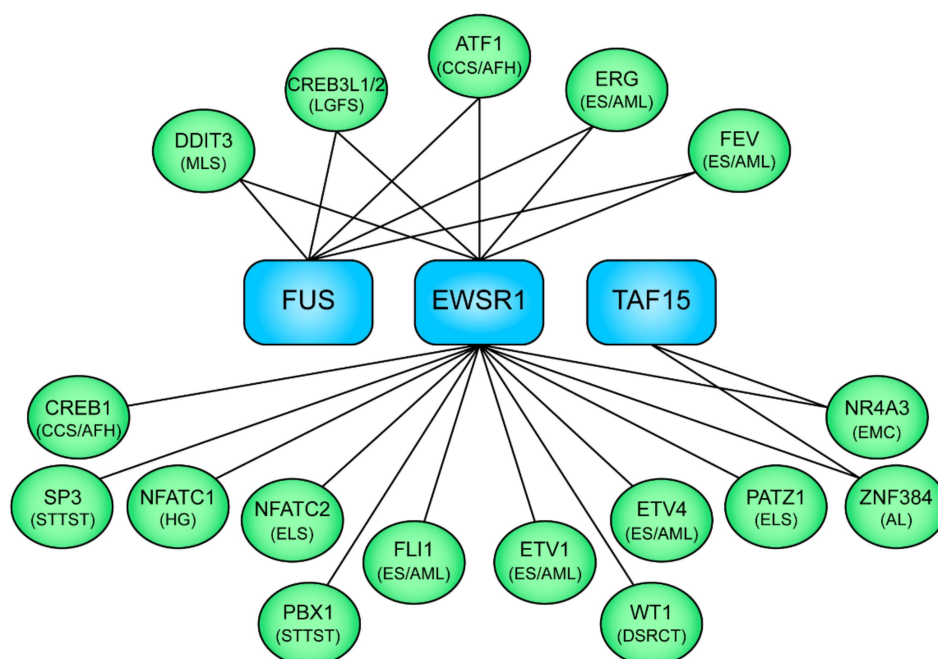 ATF1
(CCS/AFH)
CREB3L1/2
(LGFS)
ERG
(ES/AML)
DDIT3
(MLS)
FEV
(ES/AML)
FUS
EWSR1
TAF15
CREB1
(CCS/AFH)
NR4A3
(EMC)
SP3
(STTST)
NFATC1
(HG)
NFATC2
(ELS)
ETV4
(ES/AML)
PATZ1
(ELS)
ZNF384
(AL)
FLI1
(ES/AML)
ETV1
(ES/AML)
PBX1
(STTST)
WT1
(DSRCT)